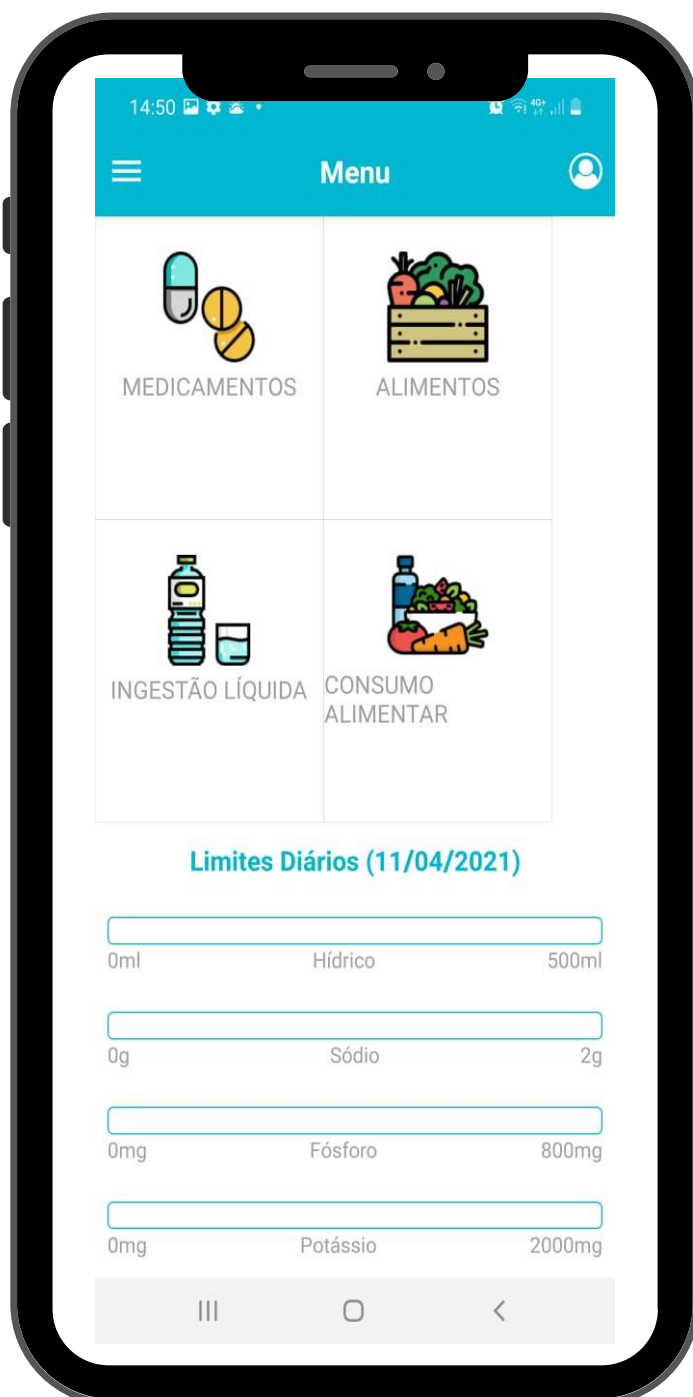 14:50
4G+
Menu
MEDICAMENTOS
ALIMENTOS
INGESTÃO LÍQUIDA
CONSUMO
ALIMENTAR
Limites Diários (11/04/2021)
0ml Hídrico 500ml
0g Sódio 2g
0mg Fósforo 800mg
0mg Potássio 2000mg